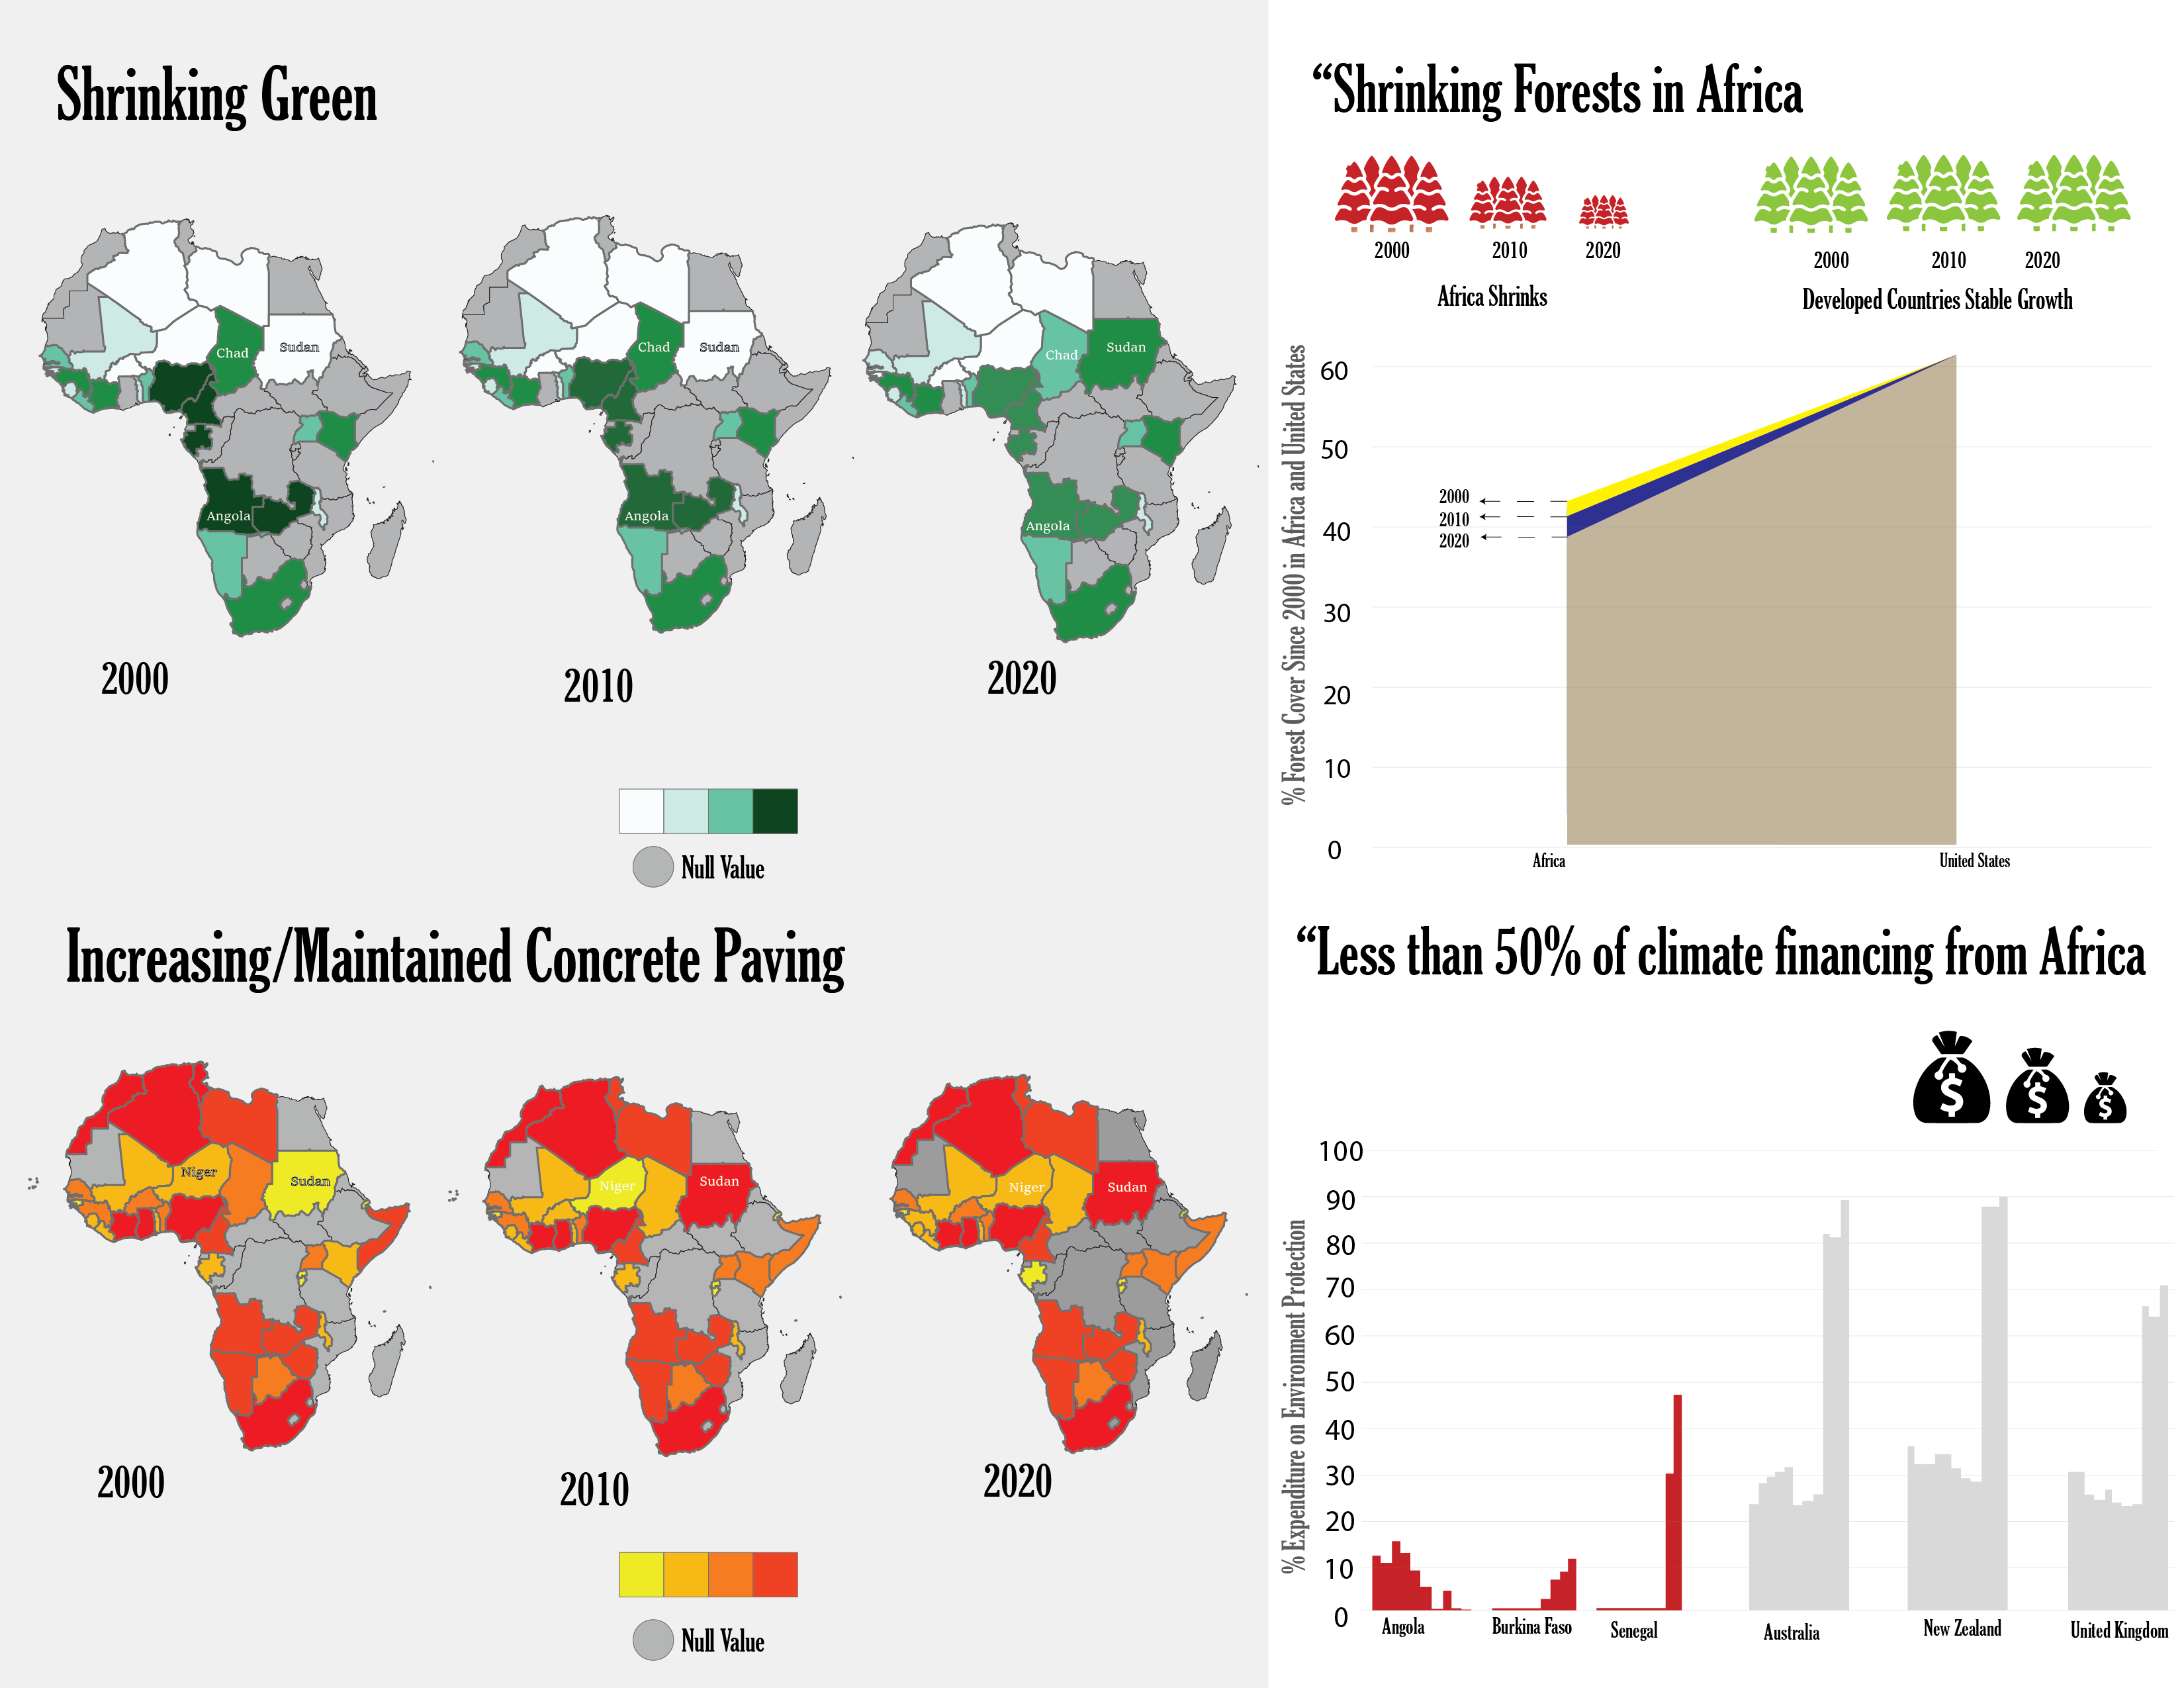 Shrinking Green
Chad
Sudan
Angola
Chad
Sudan
Angola
Chad
Sudan
Angola
2000
2010
2020
Null Value
Increasing/Maintained Concrete Paving
Niger
Sudan
Niger
Sudan
Niger
Sudan
2000
2010
2020
Null Value
“Shrinking Forests in Africa
2000
2010
2020
Africa Shrinks
2000
2010
2020
Developed Countries Stable Growth
% Forest Cover Since 2000 in Africa and United States
60
50
40
30
20
10
0
2000
2010
2020
Africa
United States
“Less than 50% of climate financing from Africa
$
$
$
% Expenditure on Environment Protection
100
90
80
70
60
50
40
30
20
10
0
Angola
Burkina Faso
Senegal
Australia
New Zealand
United Kingdom